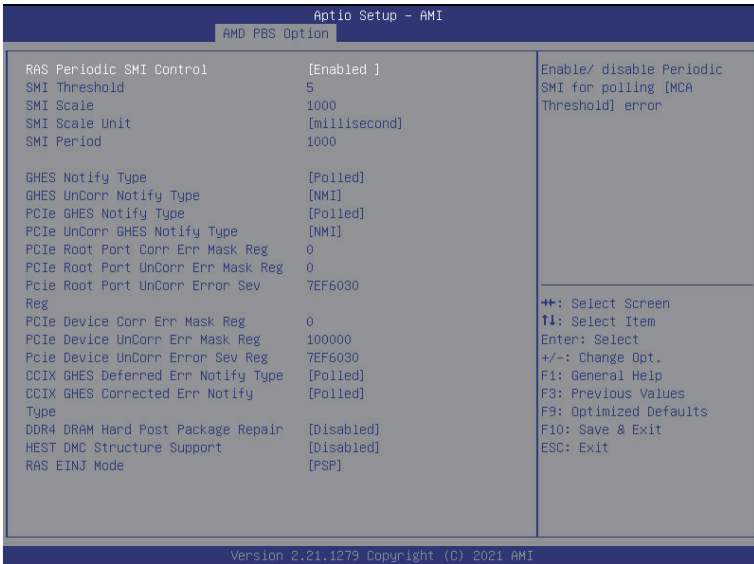 Aptio Setup – AMI
AMD PBS Option
RAS Periodic SMI Control [Enabled ]
SMI Threshold 5
SMI Scale 1000
SMI Scale Unit [millisecond]
SMI Period 1000
GHES Notify Type [Polled]
GHES UnCorr Notify Type [NMI]
PCIe GHES Notify Type [Polled]
PCIe UnCorr GHES Notify Type [NMI]
PCIe Root Port Corr Err Mask Reg 0
PCIe Root Port UnCorr Err Mask Reg 0
Pcie Root Port UnCorr Error Sev 7EF6030
Reg
PCIe Device Corr Err Mask Reg 0
PCIe Device UnCorr Err Mask Reg 100000
Pcie Device UnCorr Error Sev Reg 7EF6030
CCIX GHES Deferred Err Notify Type [Polled]
CCIX GHES Corrected Err Notify [Polled]
Type
DDR4 DRAM Hard Post Package Repair [Disabled]
HEST DMC Structure Support [Disabled]
RAS EINJ Mode [PSP]
Enable/ disable Periodic
SMI for polling [MCA
Threshold] error
→←: Select Screen
↑↓: Select Item
Enter: Select
+/-: Change Opt.
F1: General Help
F3: Previous Values
F9: Optimized Defaults
F10: Save & Exit
ESC: Exit
Version 2.21.1279 Copyright (C) 2021 AMI